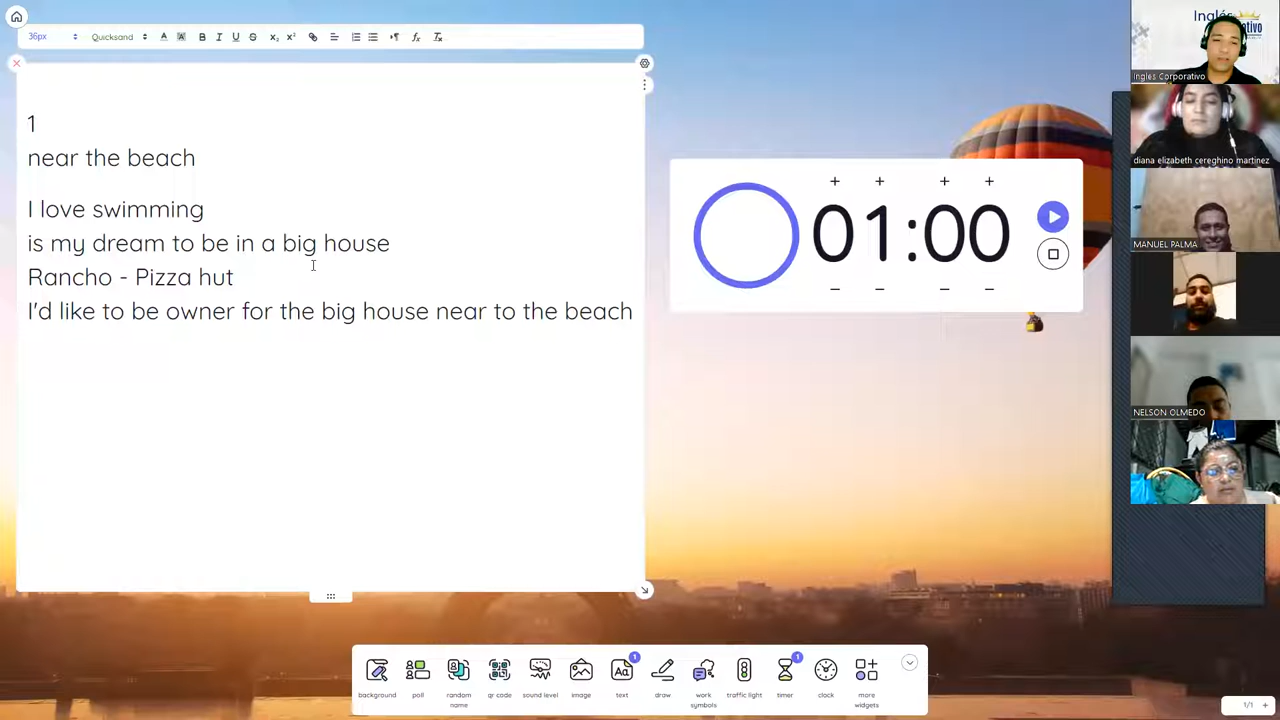 36px
Quicksand
1
near the beach
I love swimming
is my dream to be in a big house
Rancho - Pizza hut
I'd like to be owner for the big house near to the beach
01:00
Inglés
Ingles Corporativo
diana elizabeth cereghino martinez
MANUEL PALMA
NELSON OLMEDO
background
poll
random name
qr code
sound level
image
text
1
draw
work symbols
traffic light
timer
1
clock
more widgets
1/1